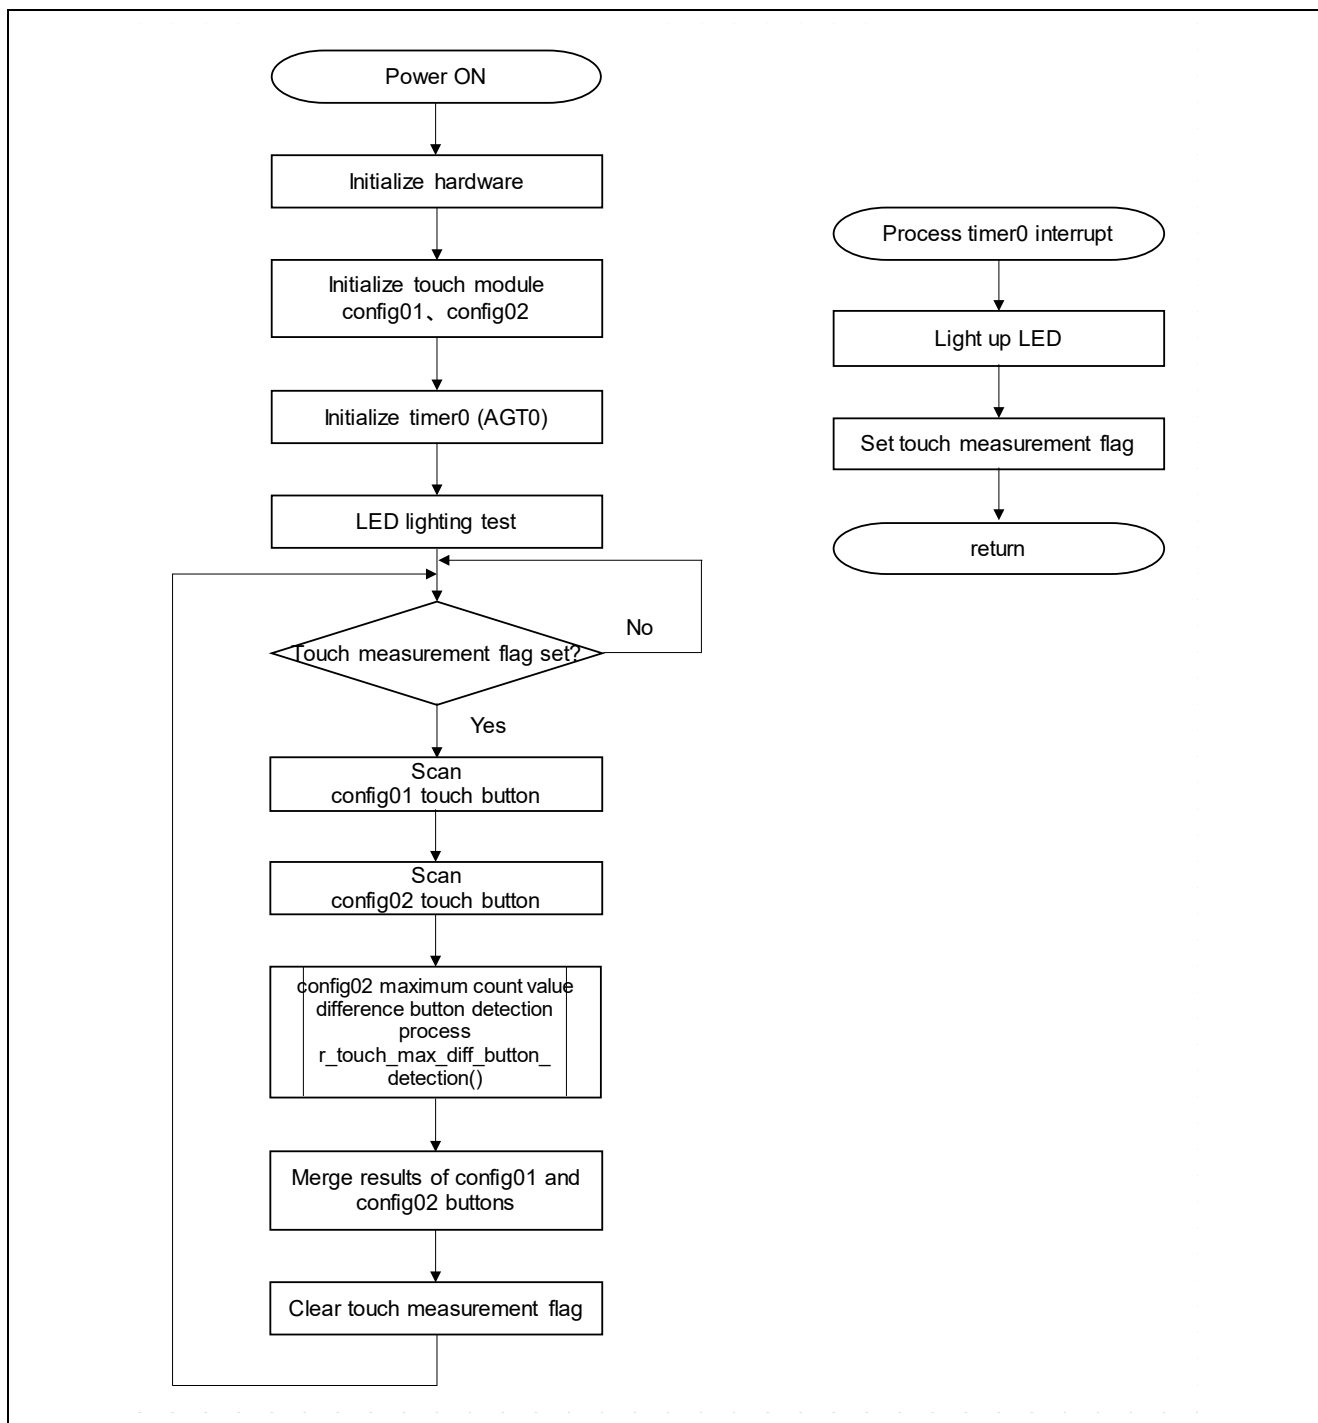 Power ON
Initialize hardware
Initialize touch module
config01、config02
Initialize timer0 (AGT0)
LED lighting test
Touch measurement flag set?
No
Yes
Scan
config01 touch button
Scan
config02 touch button
config02 maximum count value
difference button detection
process
r_touch_max_diff_button_
detection()
Merge results of config01 and
config02 buttons
Clear touch measurement flag
Process timer0 interrupt
Light up LED
Set touch measurement flag
return